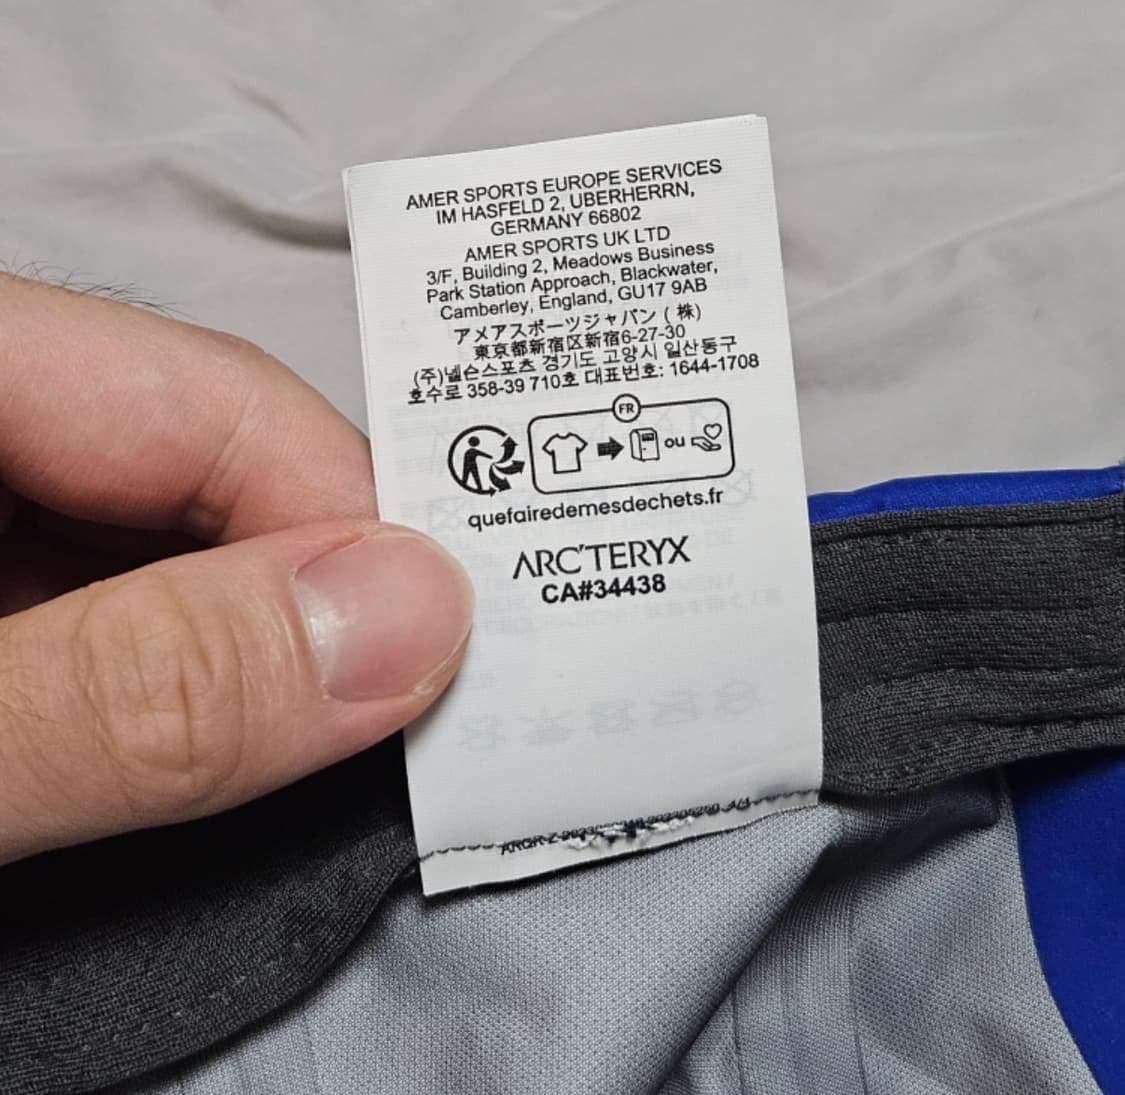 AMER SPORTS EUROPE SERVICES
IM HASFELD 2, UBERHERRN,
GERMANY 66802
AMER SPORTS UK LTD
3/F, Building 2, Meadows Business
Park Station Approach, Blackwater,
Camberley, England, GU17 9AB
アメアスポーツジャパン (株)
東京都新宿区新宿6-27-30
(주)넬슨스포츠 경기도 고양시 일산동구
호수로 358-39 710호 대표번호: 1644-1708
FR
ou
quefairedemesdechets.fr
ARC'TERYX
CA#34438
4/4